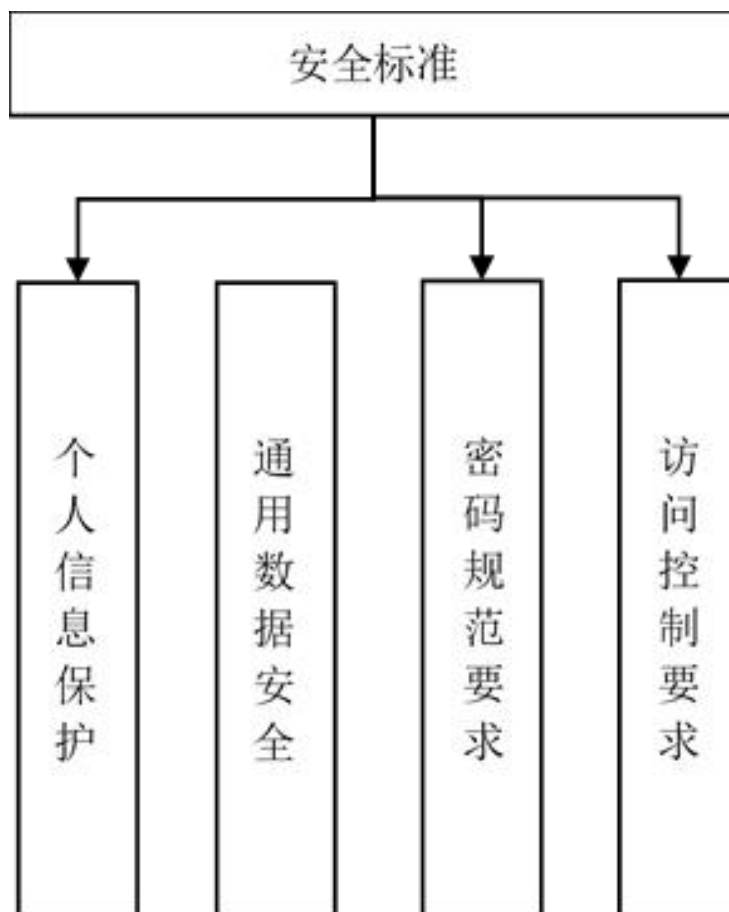 安全标准
个人信息保护
通用数据安全
密码规范要求
访问控制要求